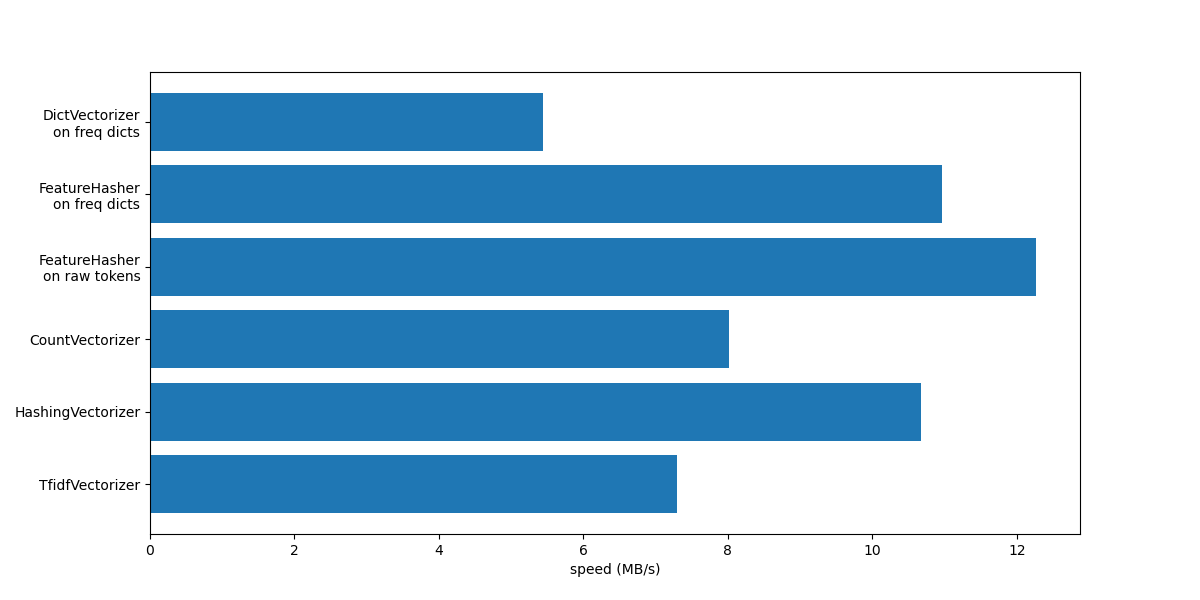 DictVectorizer
on freq dicts
FeatureHasher
on freq dicts
FeatureHasher
on raw tokens
CountVectorizer
HashingVectorizer
TfidfVectorizer
0 2 4 6 8 10 12
speed (MB/s)